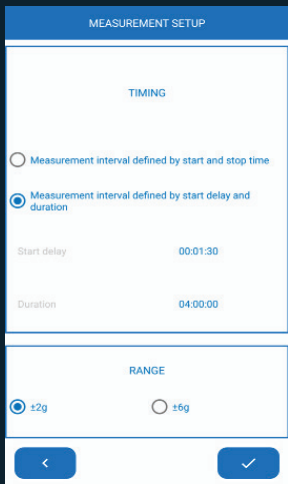 MEASUREMENT SETUP
TIMING
Measurement interval defined by start and stop time
Measurement interval defined by start delay and
duration
Start delay 00:01:30
Duration 04:00:00
RANGE
±2g ±6g